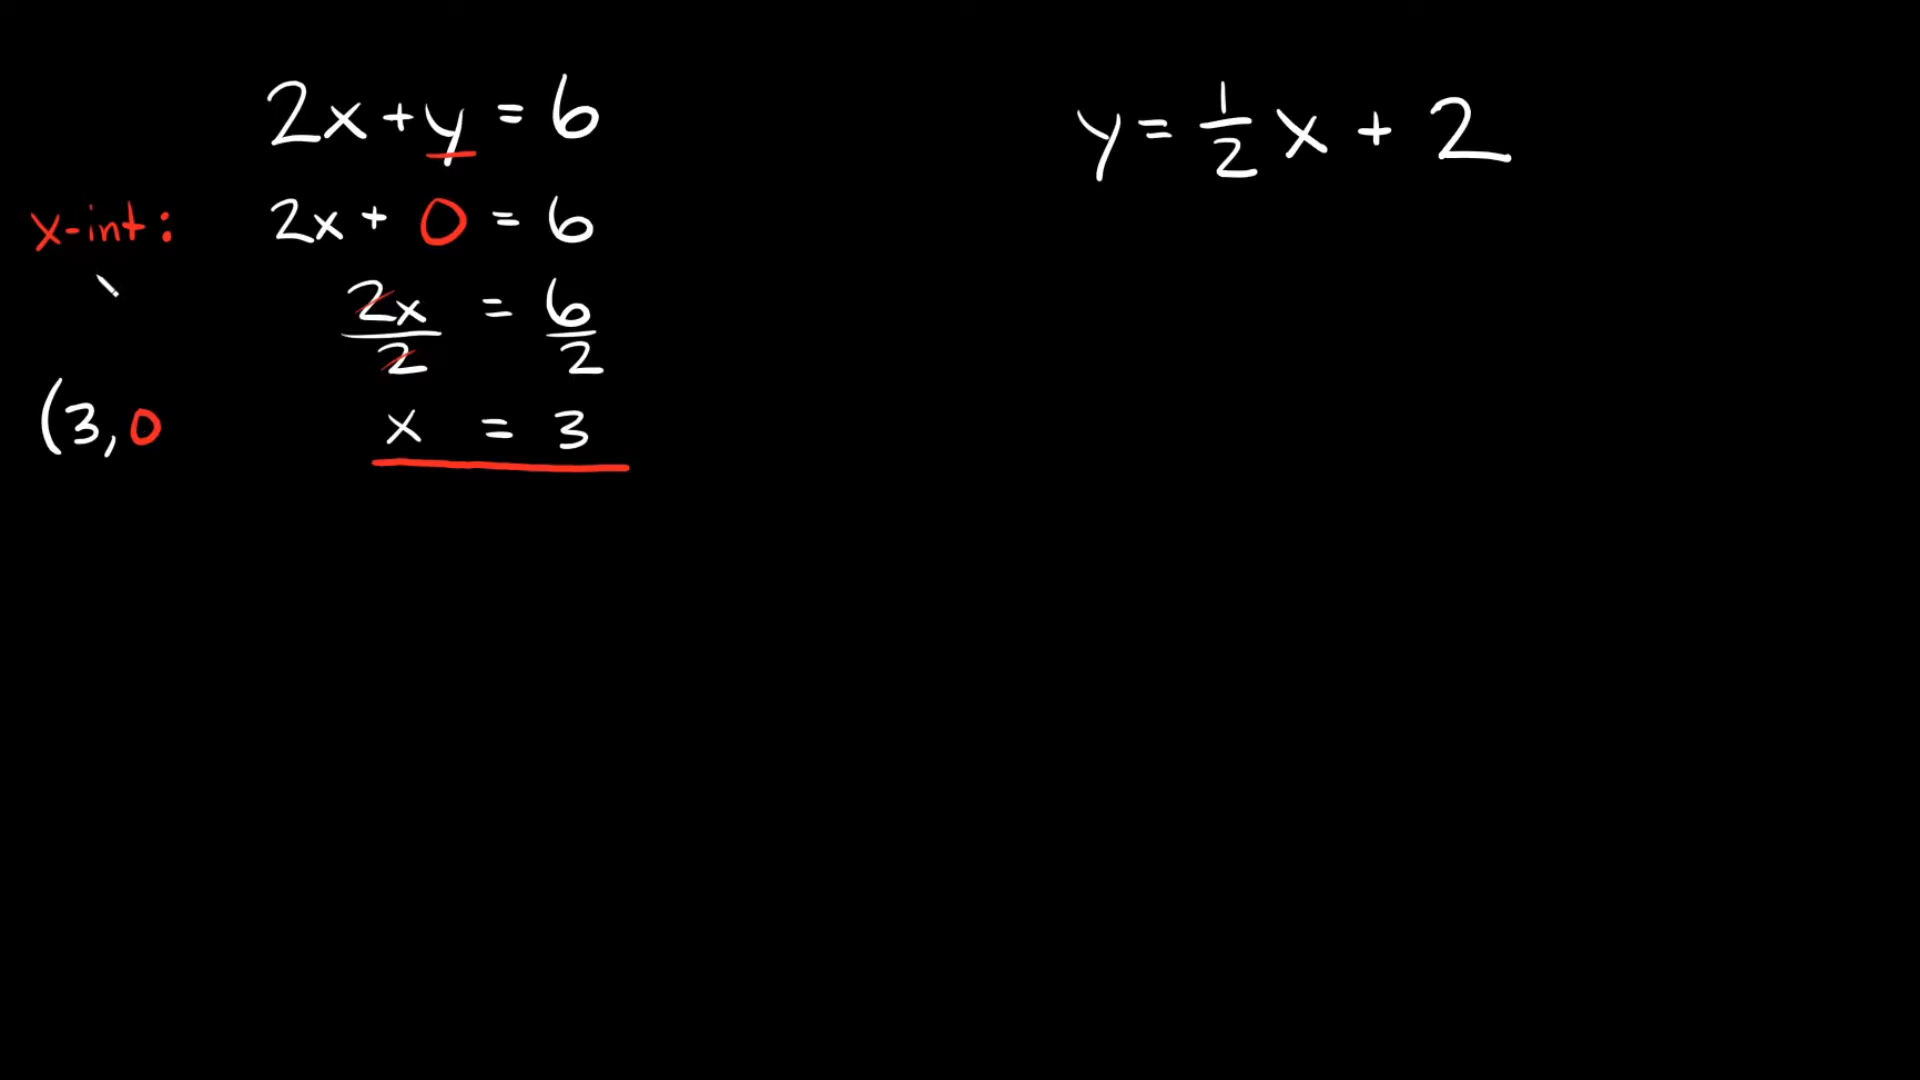 2x+y=6
y=1/2x+2
x-int: 2x+0=6
2x/2=6/2
(3,0 x=3